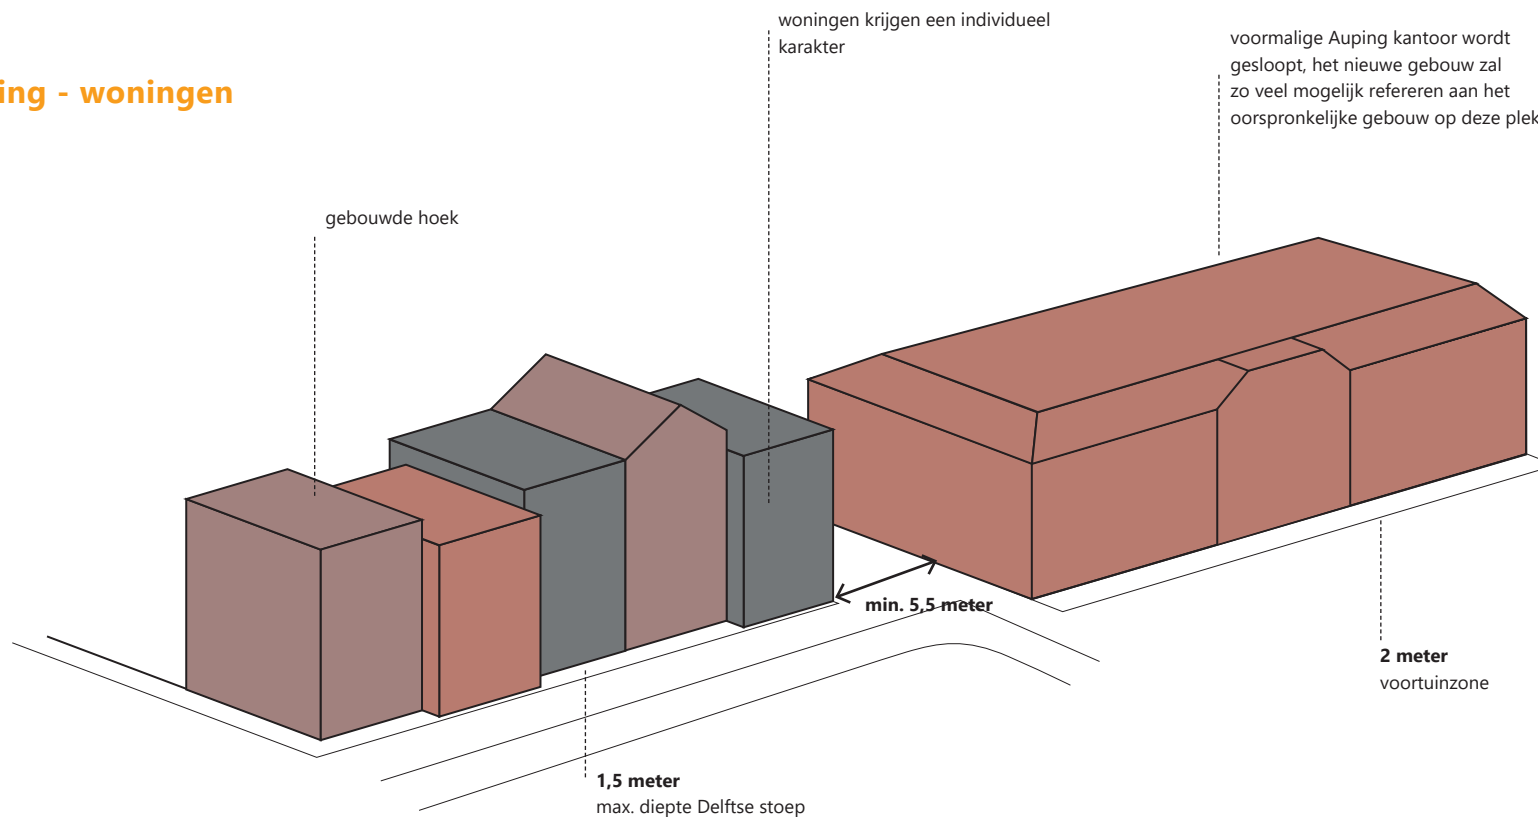 woningen krijgen een individueel
karakter
voormalige Auping kantoor wordt
gesloopt, het nieuwe gebouw zal
zo veel mogelijk refereren aan het
oorspronkelijke gebouw op deze plek
ing - woningen
gebouwde hoek
min. 5,5 meter
2 meter
voortuinzone
1,5 meter
max. diepte Delftse stoep